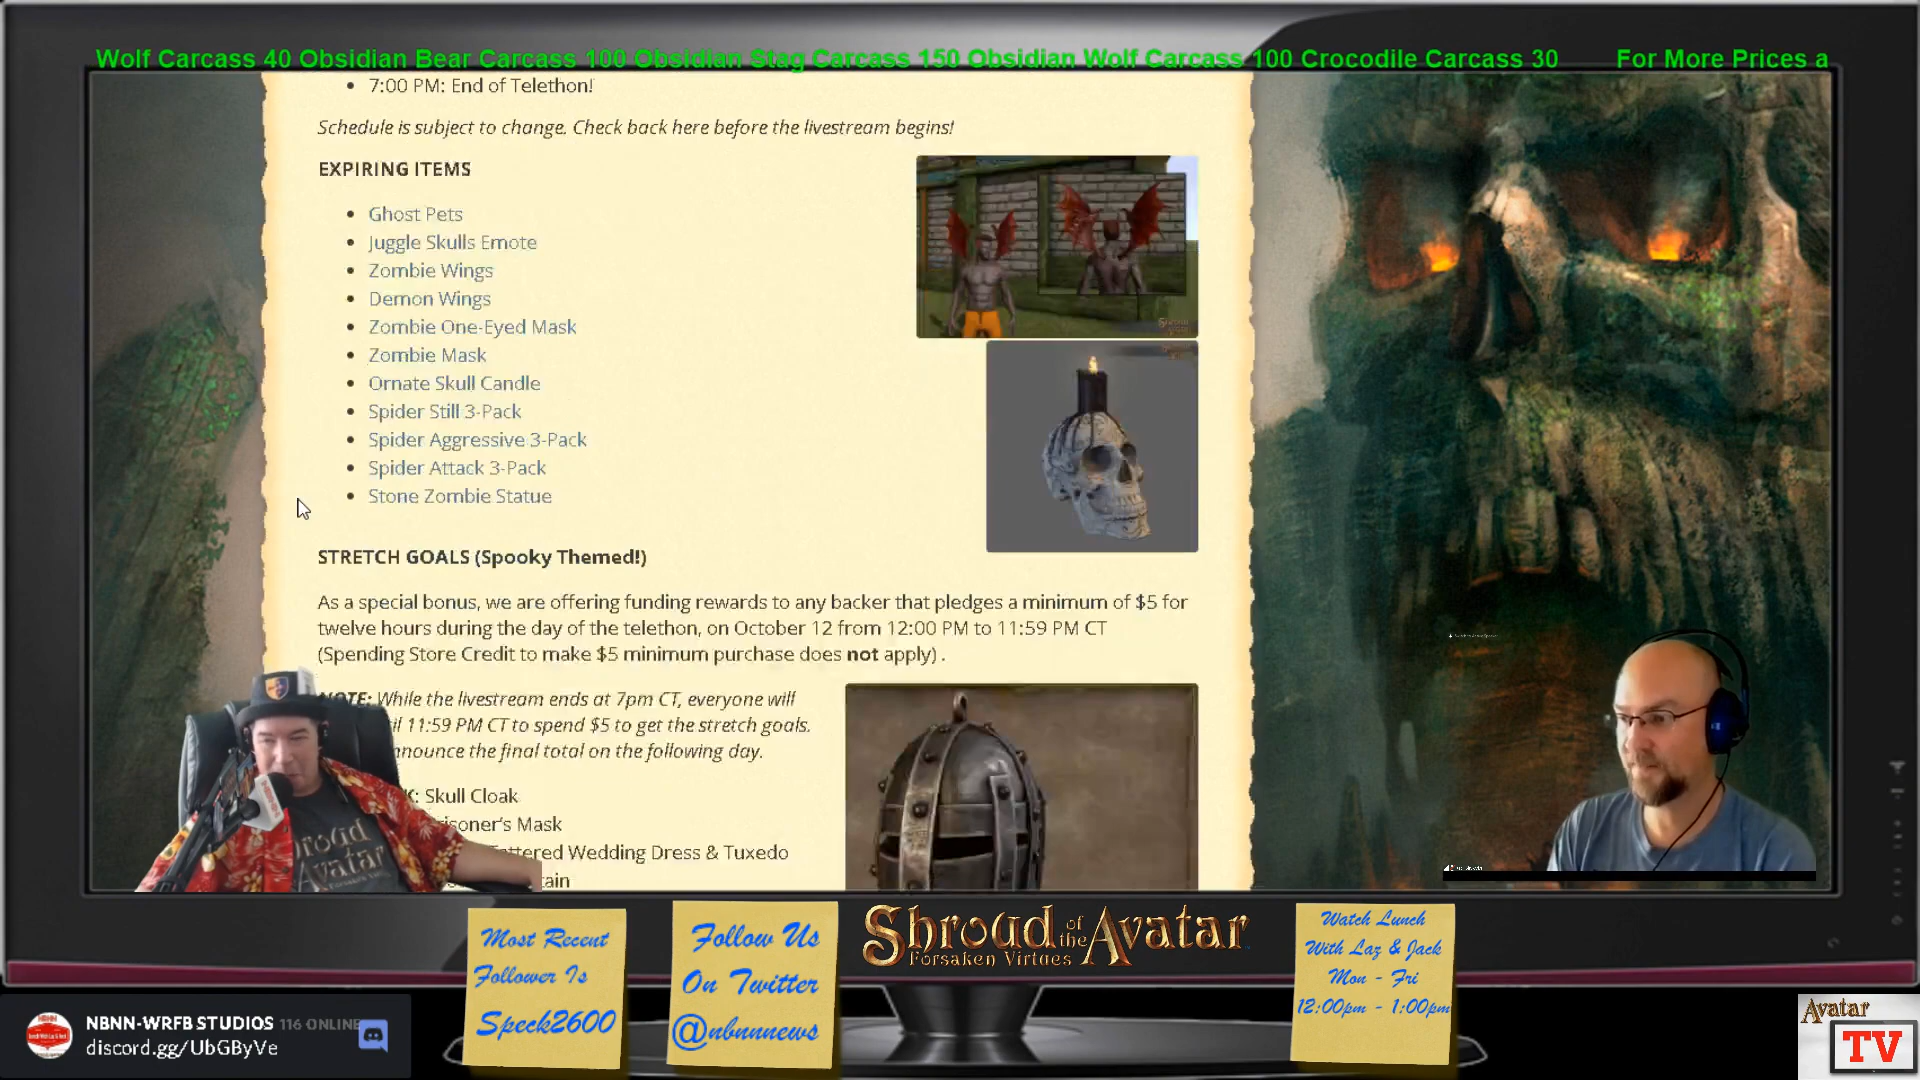 Wolf Carcass 40 Obsidian Bear Carcass 100 Obsidian Stag Carcass 150 Obsidian Wolf Carcass 100 Crocodile Carcass 30 For More Prices a
7:00 PM: End of Telethon!
Schedule is subject to change. Check back here before the livestream begins!
EXPIRING ITEMS
Ghost Pets
Juggle Skulls Emote
Zombie Wings
Demon Wings
Zombie One-Eyed Mask
Zombie Mask
Ornate Skull Candle
Spider Still 3-Pack
Spider Aggressive 3-Pack
Spider Attack 3-Pack
Stone Zombie Statue
STRETCH GOALS (Spooky Themed!)
As a special bonus, we are offering funding rewards to any backer that pledges a minimum of $5 for
twelve hours during the day of the telethon, on October 12 from 12:00 PM to 11:59 PM CT
(Spending Store Credit to make $5 minimum purchase does not apply) .
NOTE: While the livestream ends at 7pm CT, everyone will
11:59 PM CT to spend $5 to get the stretch goals.
the final total on the following day.
Skull Cloak
Mask
Tattered Wedding Dress & Tuxedo
Shroud
Avatar
Most Recent
Follower Is
Speck2600
Follow Us
On Twitter
@nbnnnews
Shroud of the Avatar
Forsaken Virtues
Watch Lunch
With Laz & Jack
Mon - Fri
12:00pm - 1:00pm
NBNN-WRFB STUDIOS 116 ONLINE
discord.gg/UbGByVe
Avatar
TV